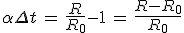 αΔt = R/R₀ − 1 = (R − R₀)/R₀